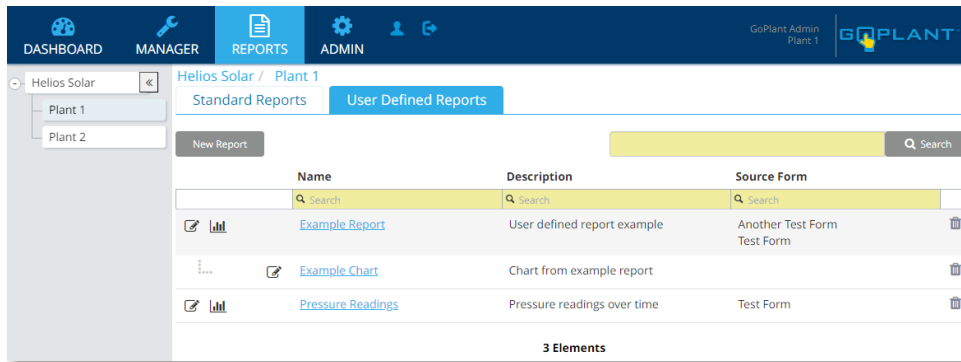 DASHBOARD MANAGER REPORTS ADMIN
GoPlant Admin
Plant 1
GOPLANT
Helios Solar
Plant 1
Plant 2
Helios Solar / Plant 1
Standard Reports User Defined Reports
New Report Search
Name Description Source Form
Search Search Search
Example Report User defined report example Another Test Form
Test Form
Example Chart Chart from example report
Pressure Readings Pressure readings over time Test Form
3 Elements